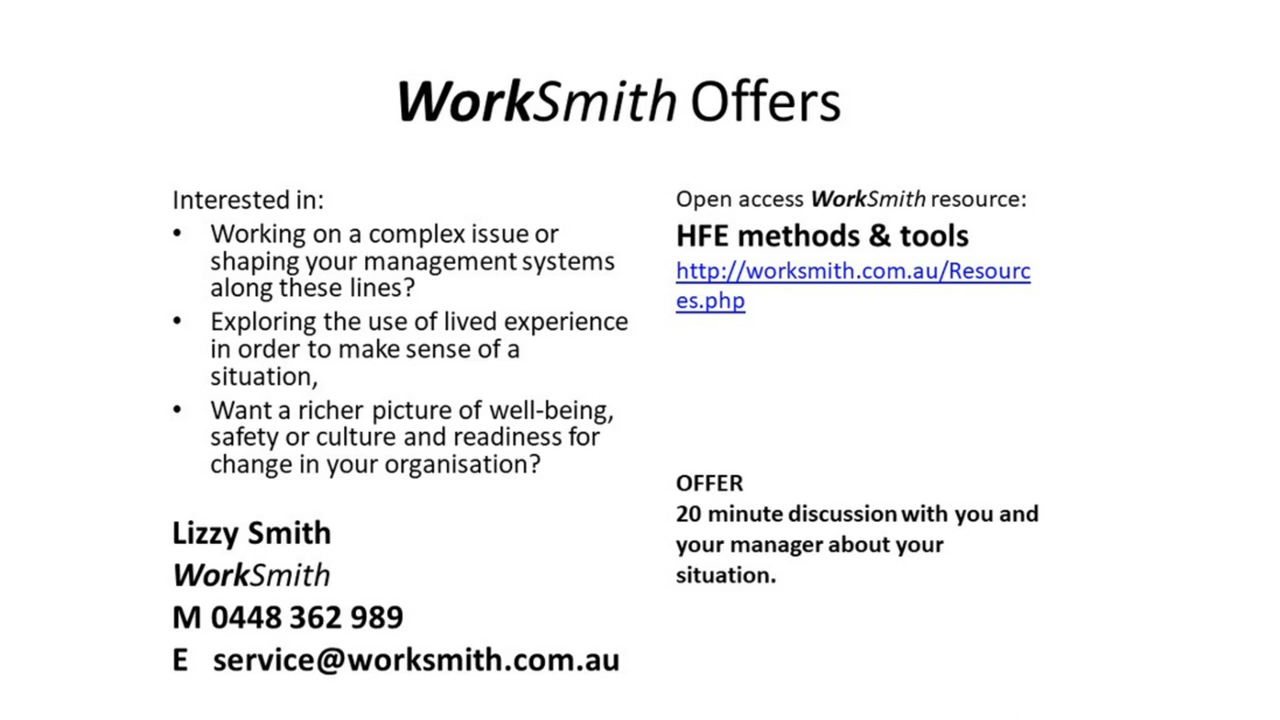 WorkSmith Offers
Interested in:
• Working on a complex issue or
shaping your management systems
along these lines?
• Exploring the use of lived experience
in order to make sense of a
situation,
• Want a richer picture of well-being,
safety or culture and readiness for
change in your organisation?
Lizzy Smith
WorkSmith
M 0448 362 989
E service@worksmith.com.au
Open access WorkSmith resource:
HFE methods & tools
http://worksmith.com.au/Resourc
es.php
OFFER
20 minute discussion with you and
your manager about your
situation.